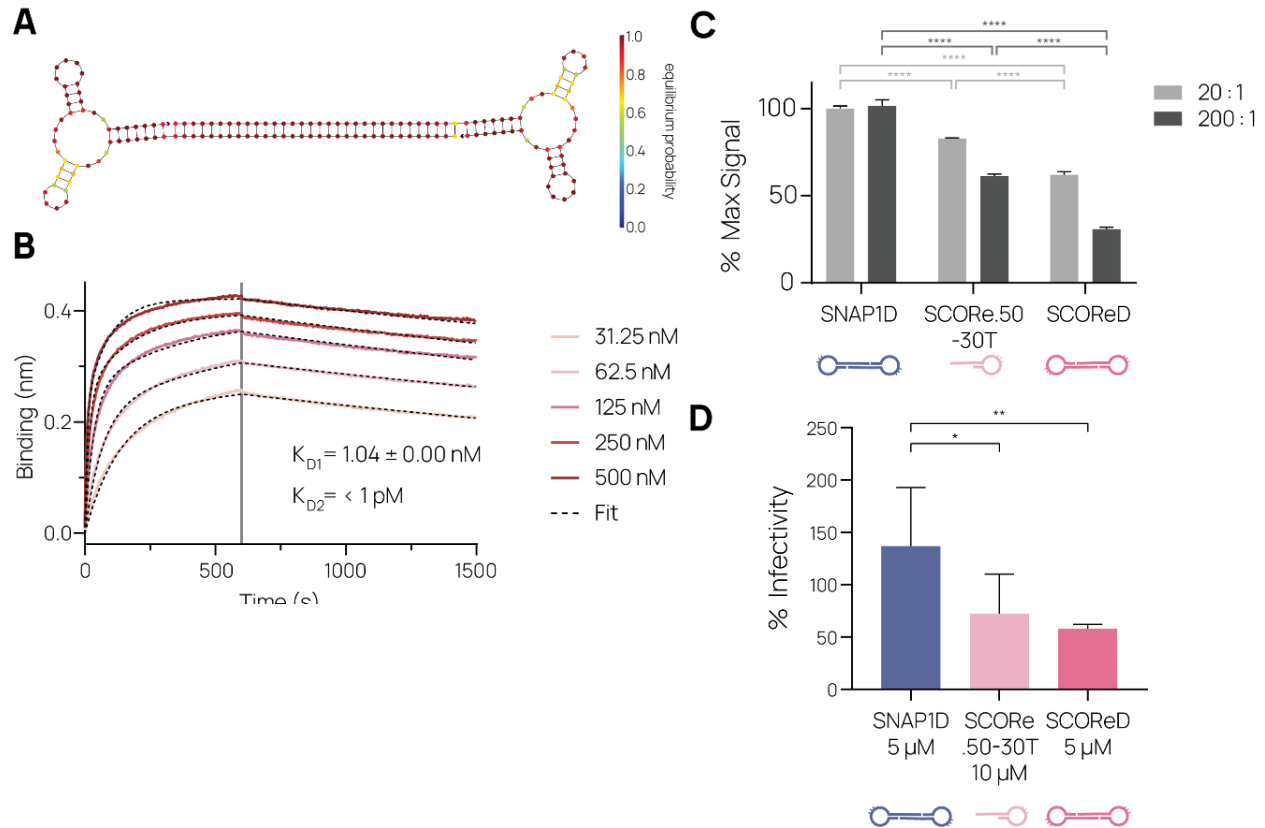 A
1.0
0.8
0.6
0.4
0.2
0.0
equilibrium probability
B
Binding (nm)
0.4
0.2
0.0
K_D1 = 1.04 ± 0.00 nM
K_D2 = < 1 pM
0
500
1000
1500
Time (s)
31.25 nM
62.5 nM
125 nM
250 nM
500 nM
Fit
C
****
**** ****
****
**** ****
% Max Signal
100
50
0
SNAP1D
SCORe.50
-30T
SCOReD
20 : 1
200 : 1
D
**
*
% Infectivity
250
200
150
100
50
0
SNAP1D
5 µM
SCORe
.50-30T
10 µM
SCOReD
5 µM